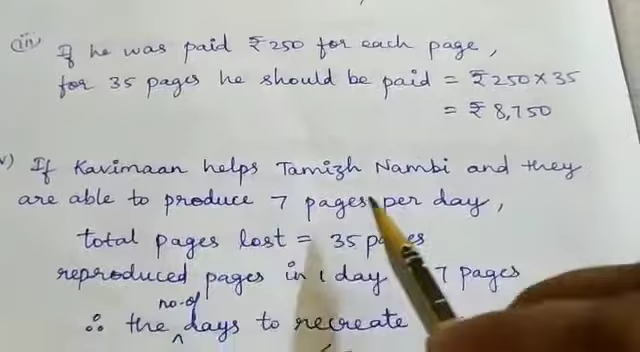 (iii) If he was paid ₹250 for each page,
for 35 pages he should be paid = ₹250 × 35
= ₹ 8,750
v) If Kavimaan helps Tamizh Nambi and they
are able to produce 7 pages per day,
total pages lost = 35 pages
reproduced pages in 1 day 7 pages
no. of
∴ the ^ days to recreate